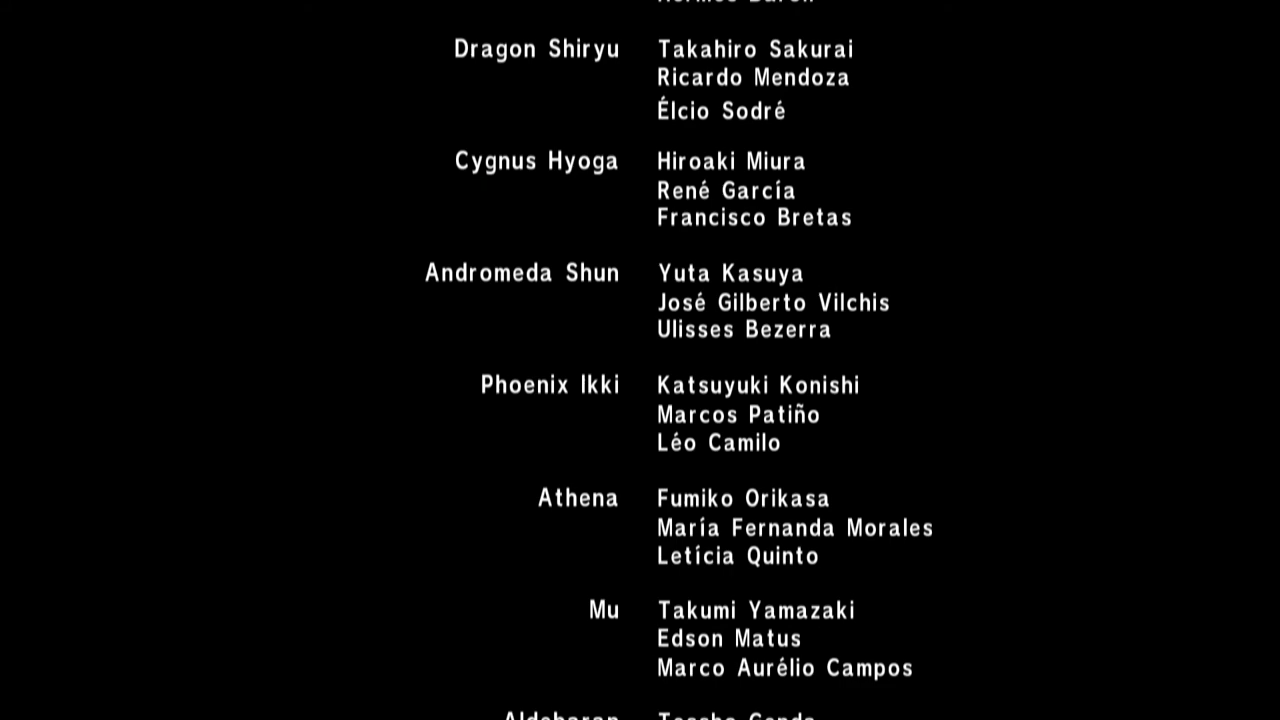 Dragon Shiryu Takahiro Sakurai
Ricardo Mendoza
Élcio Sodré
Cygnus Hyoga Hiroaki Miura
René García
Francisco Bretas
Andromeda Shun Yuta Kasuya
José Gilberto Vilchis
Ulisses Bezerra
Phoenix Ikki Katsuyuki Konishi
Marcos Patiño
Léo Camilo
Athena Fumiko Orikasa
María Fernanda Morales
Letícia Quinto
Mu Takumi Yamazaki
Edson Matus
Marco Aurélio Campos